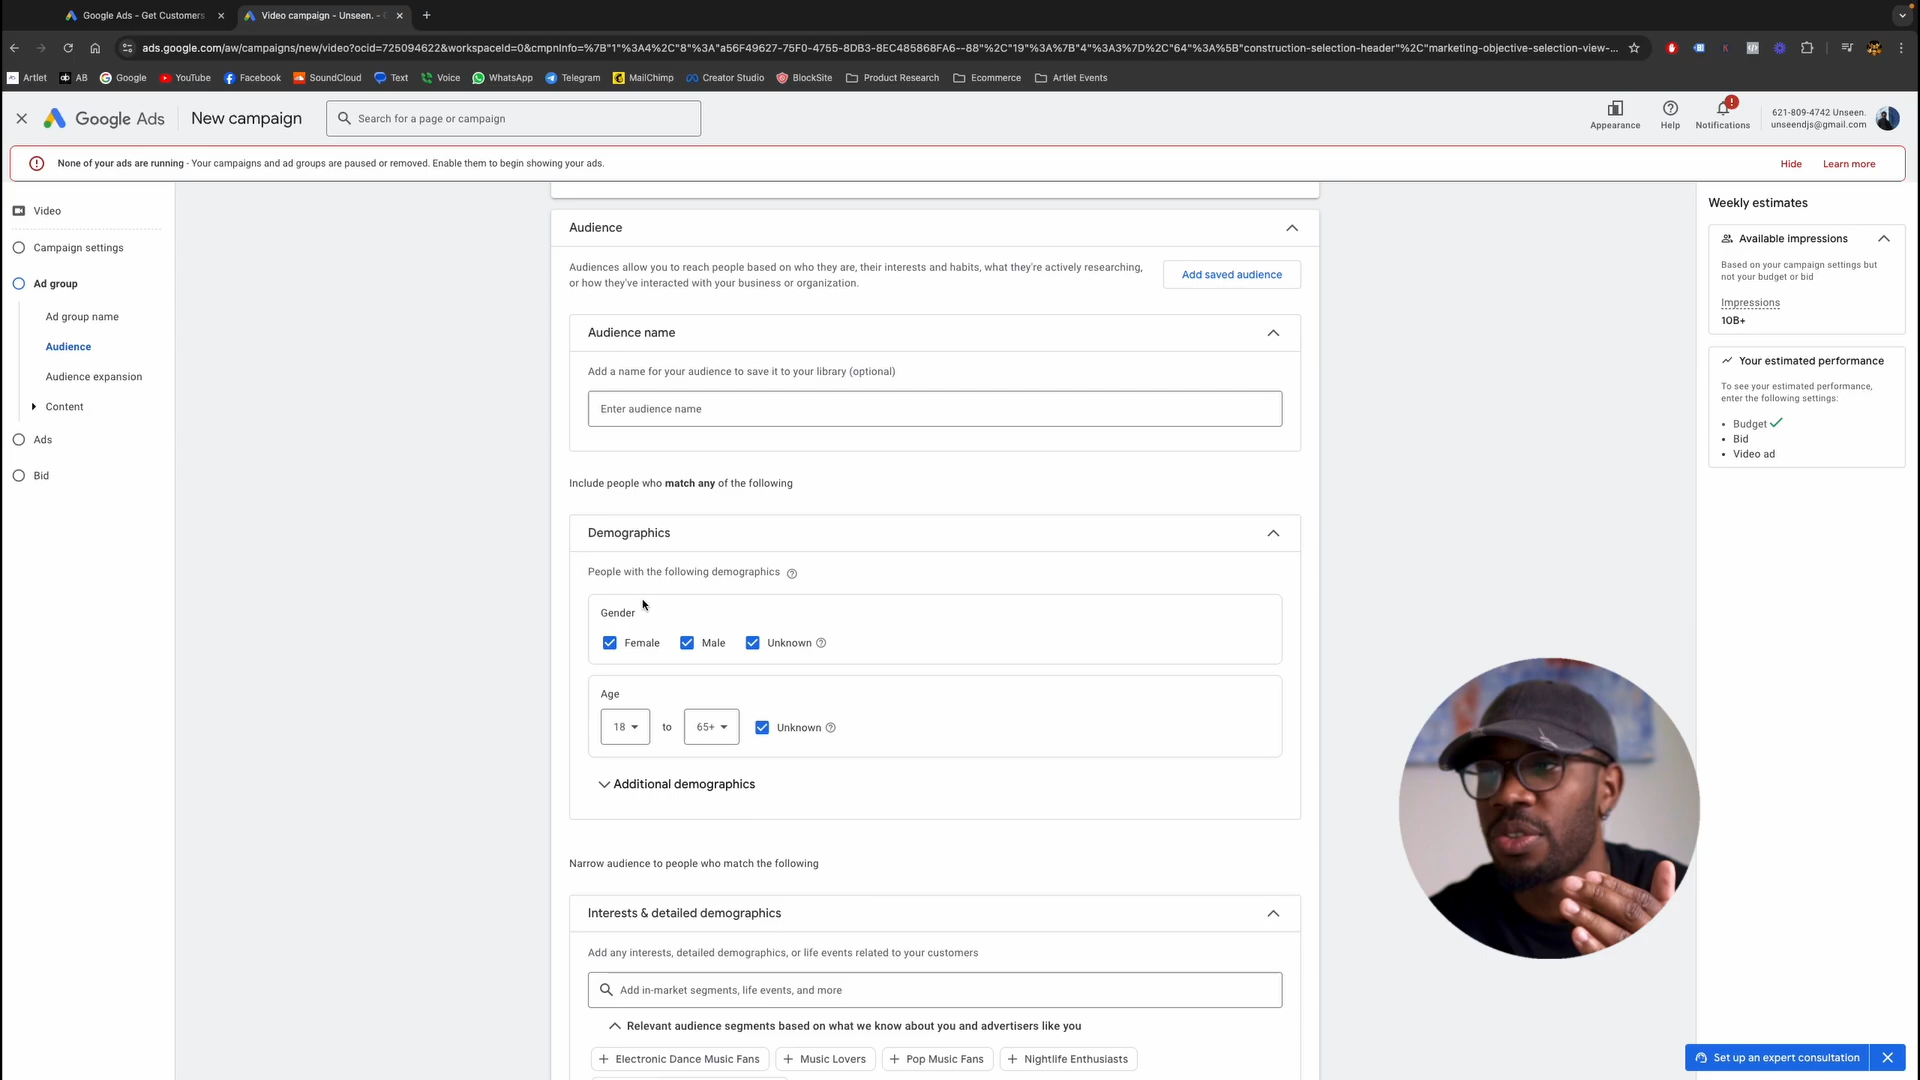 Google Ads - Get Customers
Video campaign - Unseen. -
ads.google.com/aw/campaigns/new/video?ocid=725094622&workspaceId=0&cmpnInfo=%7B"1"%3A4%2C"8"%3A"a56F49627-75F0-4755-8DB3-8EC485868FA6--88"%2C"19"%3A%7B"4"%3A3%7D%2C"64"%3A%5B"construction-selection-header"%2C"marketing-objective-selection-view-...
Artlet
AB
Google
YouTube
Facebook
SoundCloud
Text
Voice
WhatsApp
Telegram
MailChimp
Creator Studio
BlockSite
Product Research
Ecommerce
Artlet Events
Google Ads
New campaign
Search for a page or campaign
Appearance
Help
Notifications
621-809-4742 Unseen.
unseendjs@gmail.com
None of your ads are running - Your campaigns and ad groups are paused or removed. Enable them to begin showing your ads.
Hide
Learn more
Video
Campaign settings
Ad group
Ad group name
Audience
Audience expansion
Content
Ads
Bid
Audience
Audiences allow you to reach people based on who they are, their interests and habits, what they're actively researching,
or how they've interacted with your business or organization.
Add saved audience
Audience name
Add a name for your audience to save it to your library (optional)
Enter audience name
Include people who match any of the following
Demographics
People with the following demographics
Gender
Female
Male
Unknown
Age
18
to
65+
Unknown
Additional demographics
Narrow audience to people who match the following
Interests & detailed demographics
Add any interests, detailed demographics, or life events related to your customers
Add in-market segments, life events, and more
Relevant audience segments based on what we know about you and advertisers like you
+ Electronic Dance Music Fans
+ Music Lovers
+ Pop Music Fans
+ Nightlife Enthusiasts
Weekly estimates
Available impressions
Based on your campaign settings but
not your budget or bid
Impressions
10B+
Your estimated performance
To see your estimated performance,
enter the following settings:
• Budget
• Bid
• Video ad
Set up an expert consultation